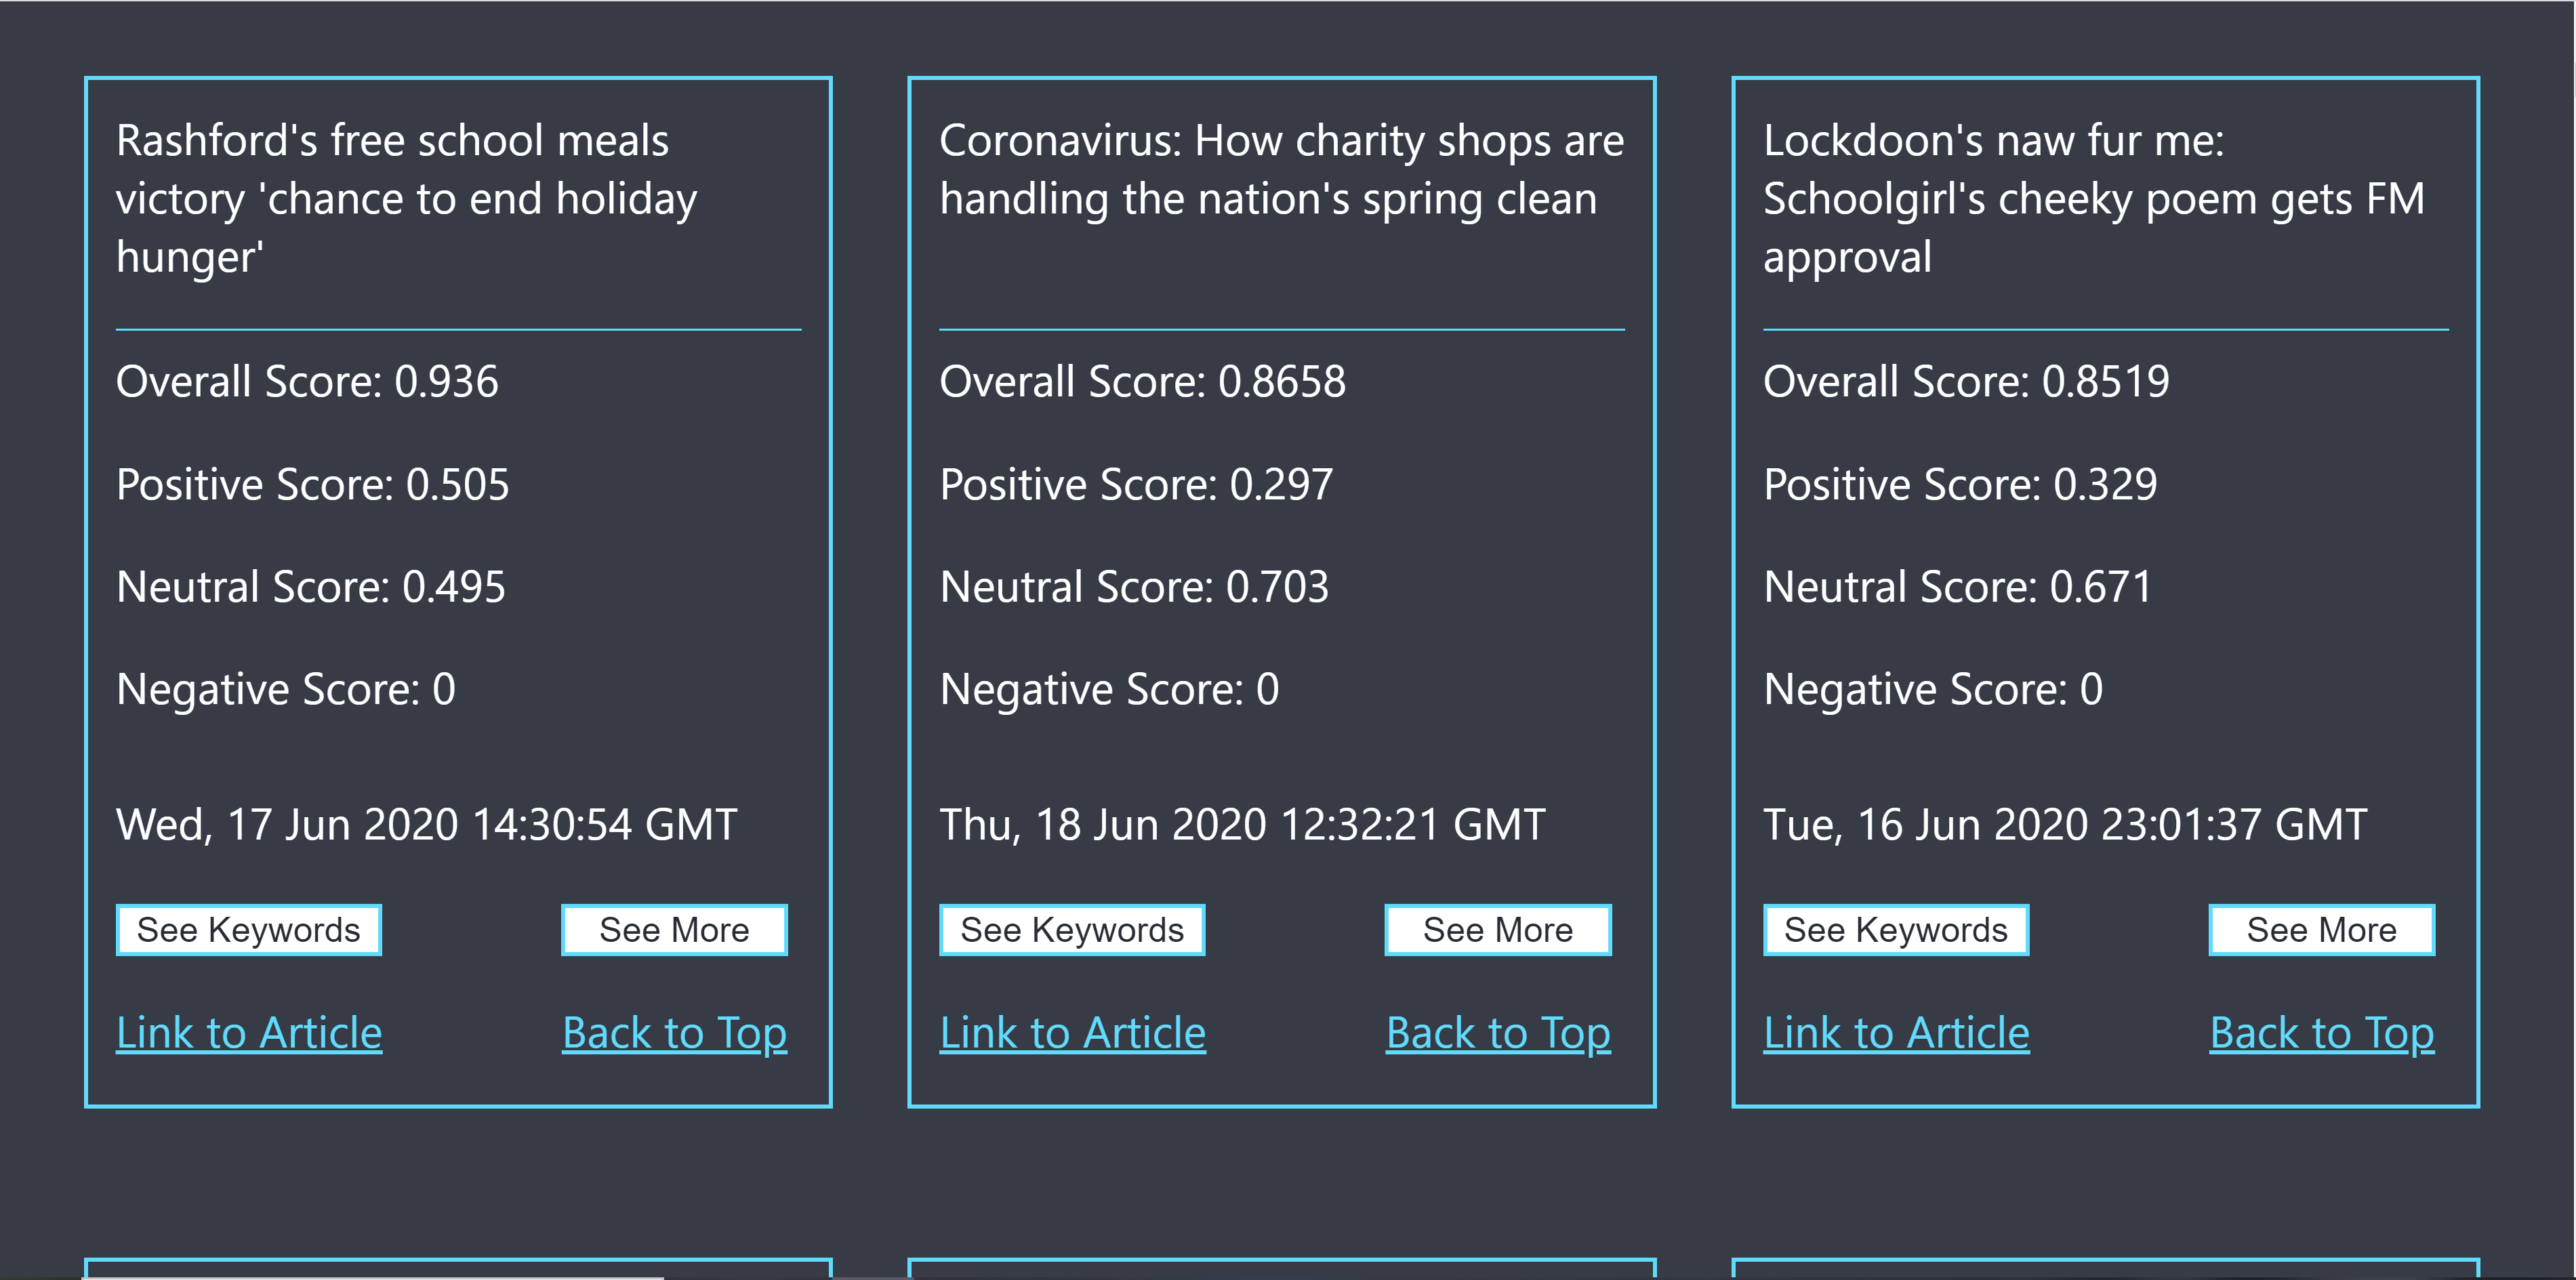 Rashford's free school meals
victory 'chance to end holiday
hunger'
Overall Score: 0.936
Positive Score: 0.505
Neutral Score: 0.495
Negative Score: 0
Wed, 17 Jun 2020 14:30:54 GMT
See Keywords
See More
Link to Article
Back to Top
Coronavirus: How charity shops are
handling the nation's spring clean
Overall Score: 0.8658
Positive Score: 0.297
Neutral Score: 0.703
Negative Score: 0
Thu, 18 Jun 2020 12:32:21 GMT
See Keywords
See More
Link to Article
Back to Top
Lockdoon's naw fur me:
Schoolgirl's cheeky poem gets FM
approval
Overall Score: 0.8519
Positive Score: 0.329
Neutral Score: 0.671
Negative Score: 0
Tue, 16 Jun 2020 23:01:37 GMT
See Keywords
See More
Link to Article
Back to Top